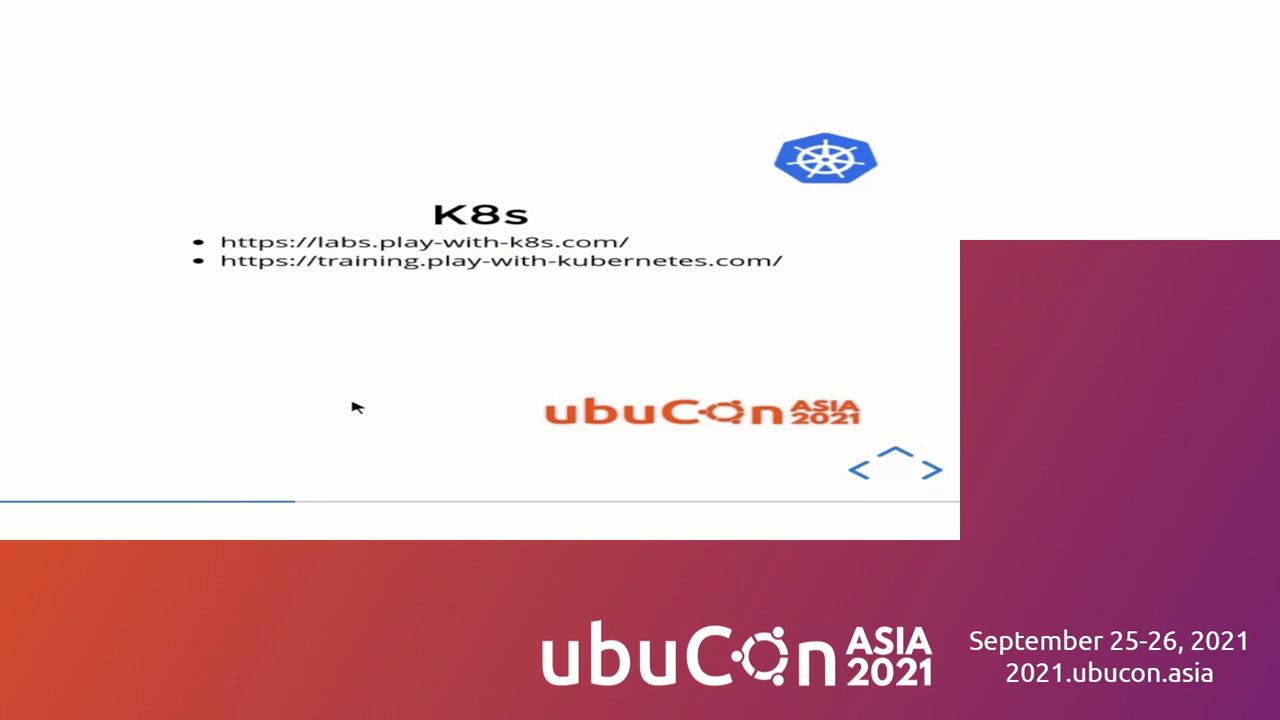 K8s
https://labs.play-with-k8s.com/
https://training.play-with-kubernetes.com/
ubuCon ASIA 2021
ubuCon ASIA 2021
September 25-26, 2021
2021.ubucon.asia